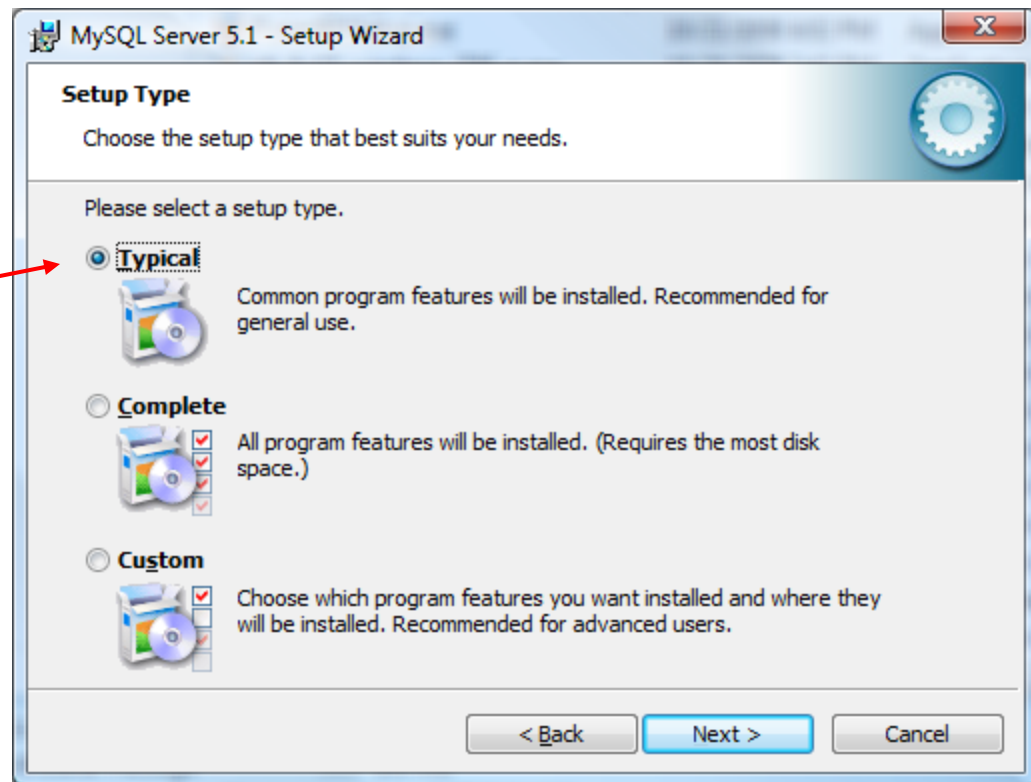 MySQL Server 5.1 - Setup Wizard
Setup Type
Choose the setup type that best suits your needs.
Please select a setup type.
Typical
Common program features will be installed. Recommended for
general use.
Complete
All program features will be installed. (Requires the most disk
space.)
Custom
Choose which program features you want installed and where they
will be installed. Recommended for advanced users.
< Back
Next >
Cancel